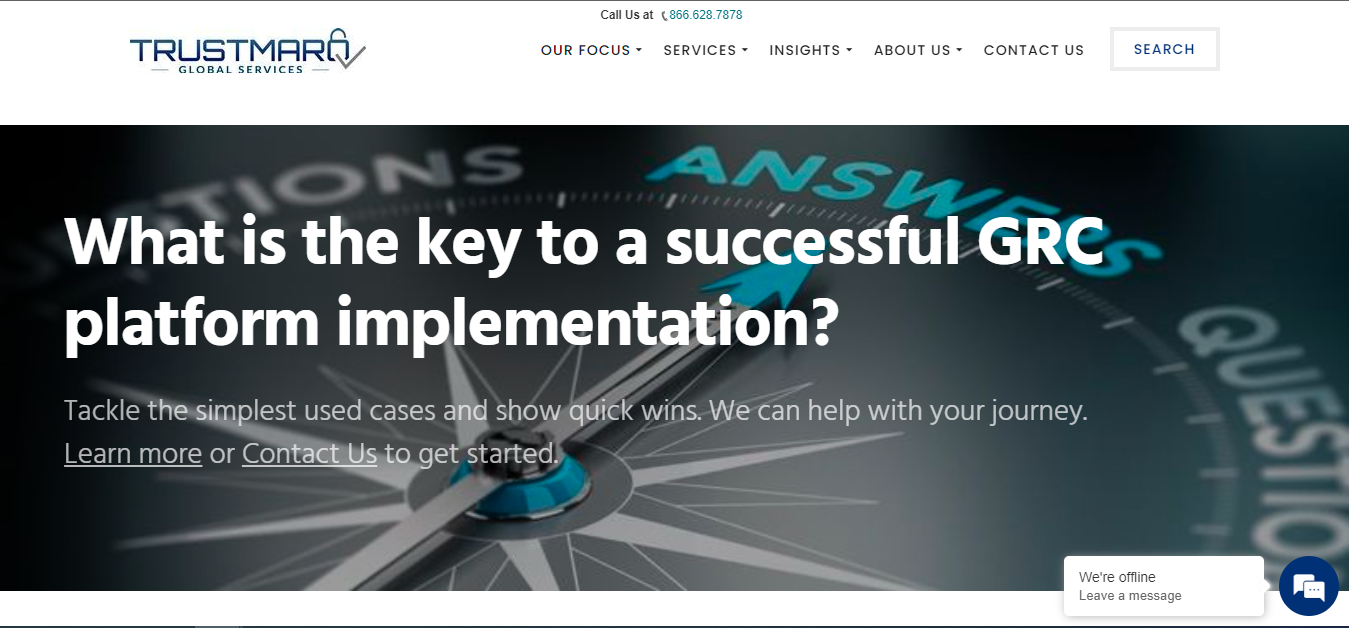 Call Us at 866.628.7878
TRUSTMARQ
GLOBAL SERVICES
OUR FOCUS
SERVICES
INSIGHTS
ABOUT US
CONTACT US
SEARCH
ANSWERS
What is the key to a successful GRC
platform implementation?
Tackle the simplest used cases and show quick wins. We can help with your journey.
Learn more or Contact Us to get started.
We're offline
Leave a message